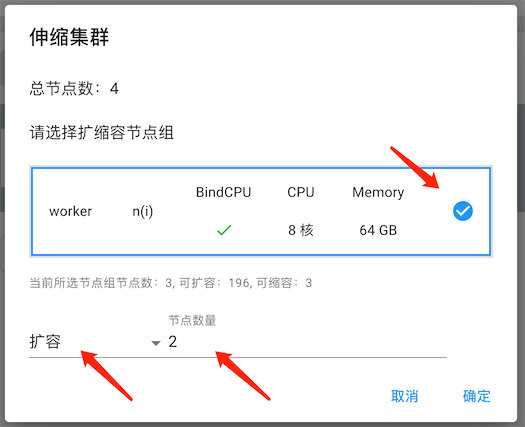 伸缩集群
总节点数：4
请选择扩缩容节点组
BindCPU CPU Memory
worker n(i)
8 核 64 GB
当前所选节点组节点数：3, 可扩容：196, 可缩容：3
节点数量
扩容 2
取消 确定